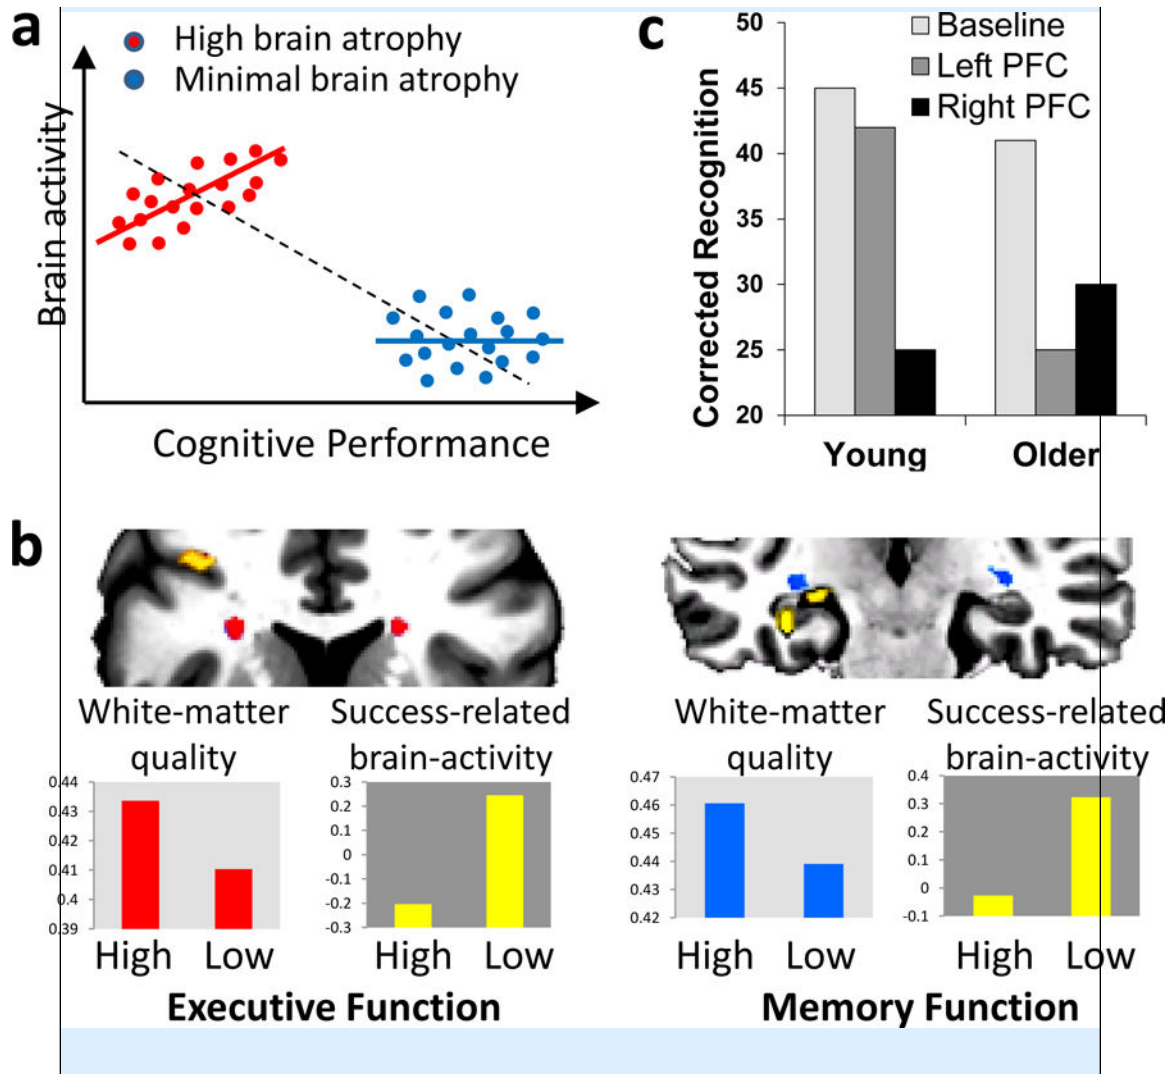 a
High brain atrophy
Minimal brain atrophy
Brain activity
Cognitive Performance
c
Baseline
Left PFC
Right PFC
Corrected Recognition
50
45
40
35
30
25
20
Young Older
b
White-matter quality
0.44
0.43
0.42
0.41
0.4
0.39
High Low
Success-related brain-activity
0.3
0.2
0.1
0
-0.1
-0.2
-0.3
High Low
Executive Function
White-matter quality
0.47
0.46
0.45
0.44
0.43
0.42
High Low
Success-related brain-activity
0.4
0.3
0.2
0.1
0
-0.1
High Low
Memory Function